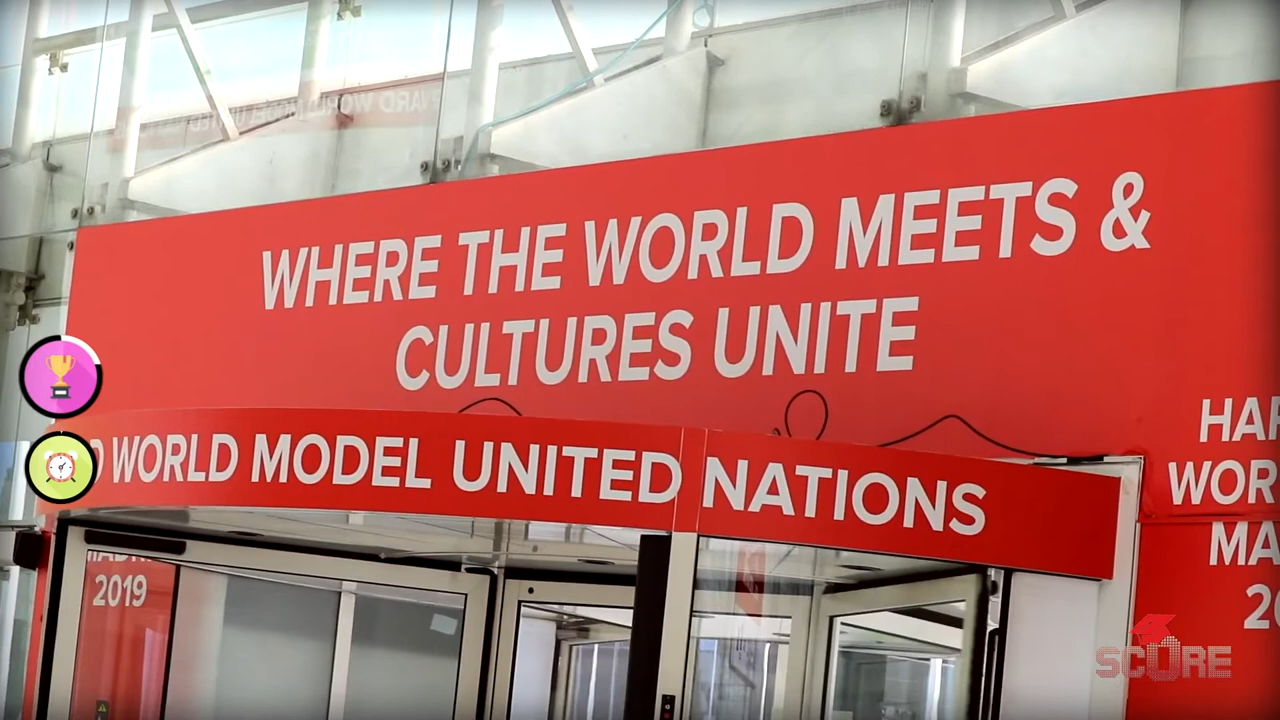 WHERE THE WORLD MEETS &
CULTURES UNITE
WORLD MODEL UNITED NATIONS
2019
SCORE